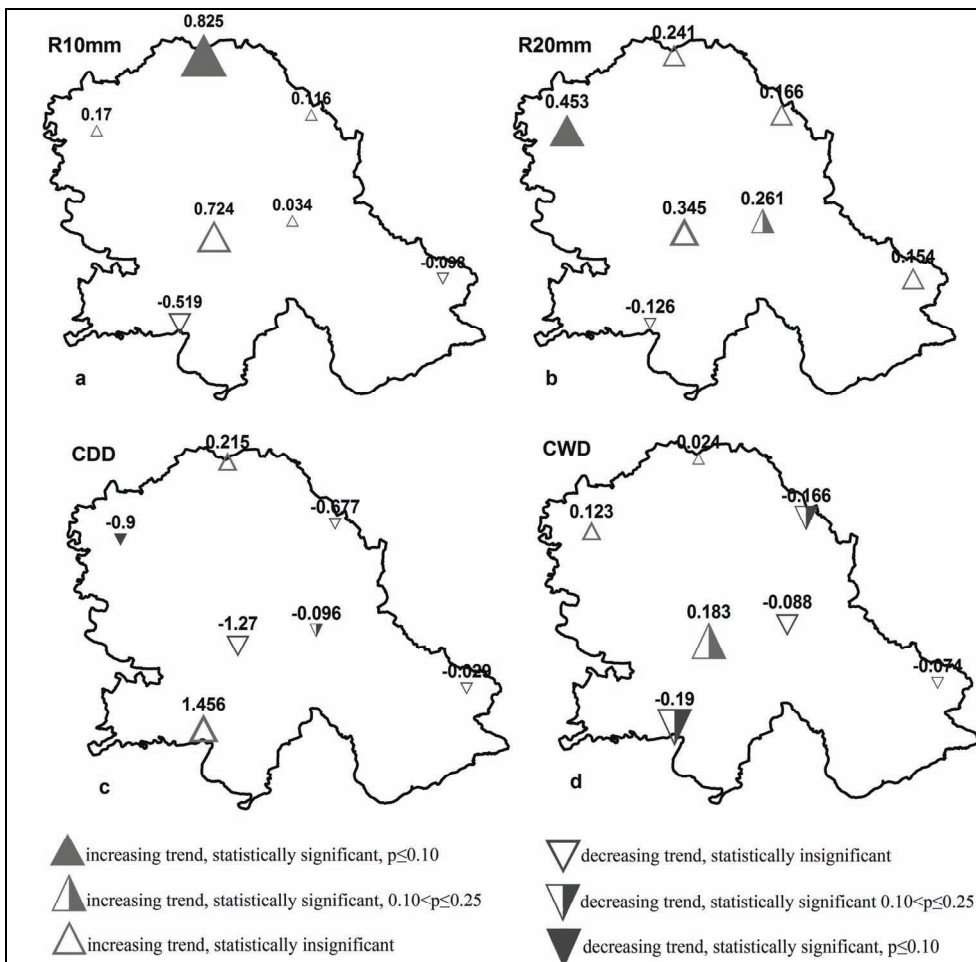 R10mm
0.825
0.17
0.116
0.724
0.034
-0.098
-0.519
a
R20mm
0.241
0.453
0.166
0.345
0.261
0.154
-0.126
b
CDD
0.215
-0.9
-0.677
-1.27
-0.096
-0.029
1.456
c
CWD
0.024
0.123
-0.166
0.183
-0.088
-0.074
-0.19
d
increasing trend, statistically significant, p≤0.10
increasing trend, statistically significant, 0.10<p≤0.25
increasing trend, statistically insignificant
decreasing trend, statistically insignificant
decreasing trend, statistically significant 0.10<p≤0.25
decreasing trend, statistically significant, p≤0.10